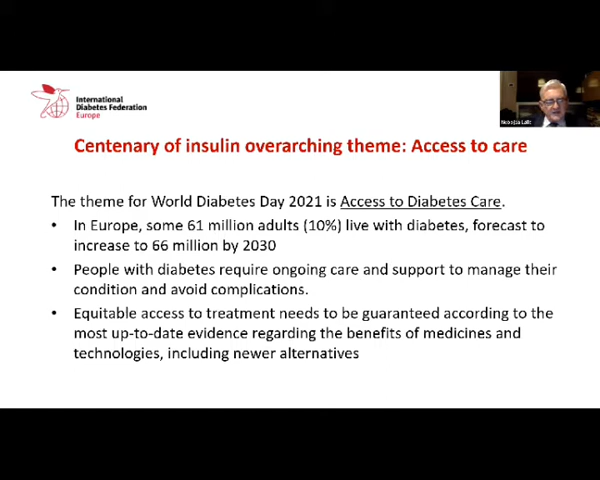 International
Diabetes Federation
Europe
Nebojsa Lalic
Centenary of insulin overarching theme: Access to care
The theme for World Diabetes Day 2021 is Access to Diabetes Care.
• In Europe, some 61 million adults (10%) live with diabetes, forecast to
increase to 66 million by 2030
• People with diabetes require ongoing care and support to manage their
condition and avoid complications.
• Equitable access to treatment needs to be guaranteed according to the
most up-to-date evidence regarding the benefits of medicines and
technologies, including newer alternatives